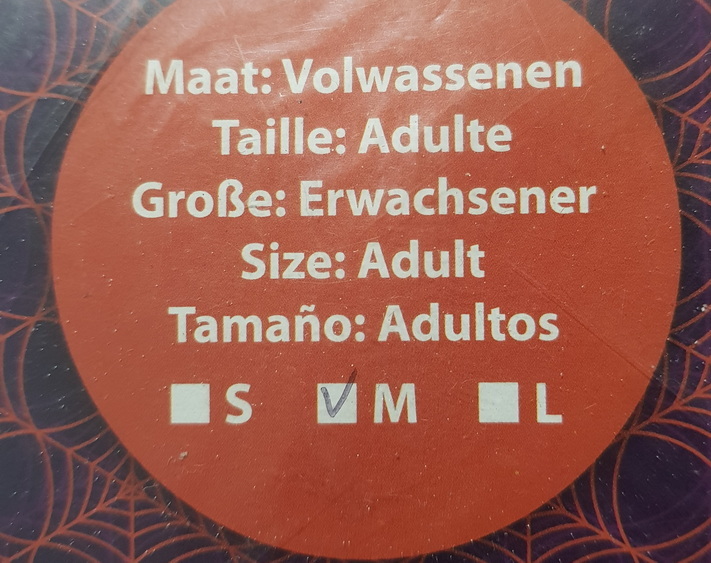 Maat: Volwassenen
Taille: Adulte
Große: Erwachsener
Size: Adult
Tamaño: Adultos
S M L